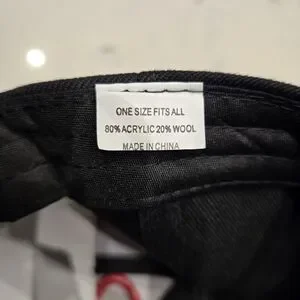 ONE SIZE FITS ALL
80% ACRYLIC 20% WOOL
MADE IN CHINA